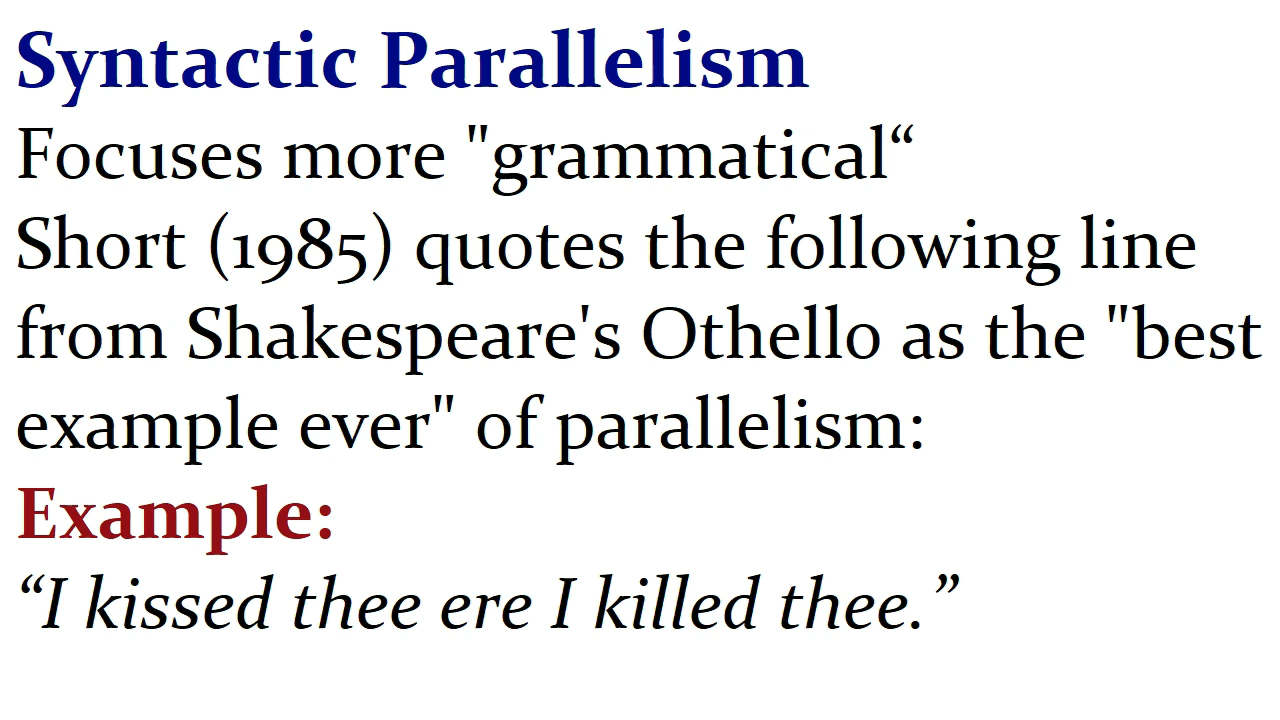 Syntactic Parallelism
Focuses more "grammatical“
Short (1985) quotes the following line
from Shakespeare's Othello as the "best
example ever" of parallelism:
Example:
“I kissed thee ere I killed thee.”